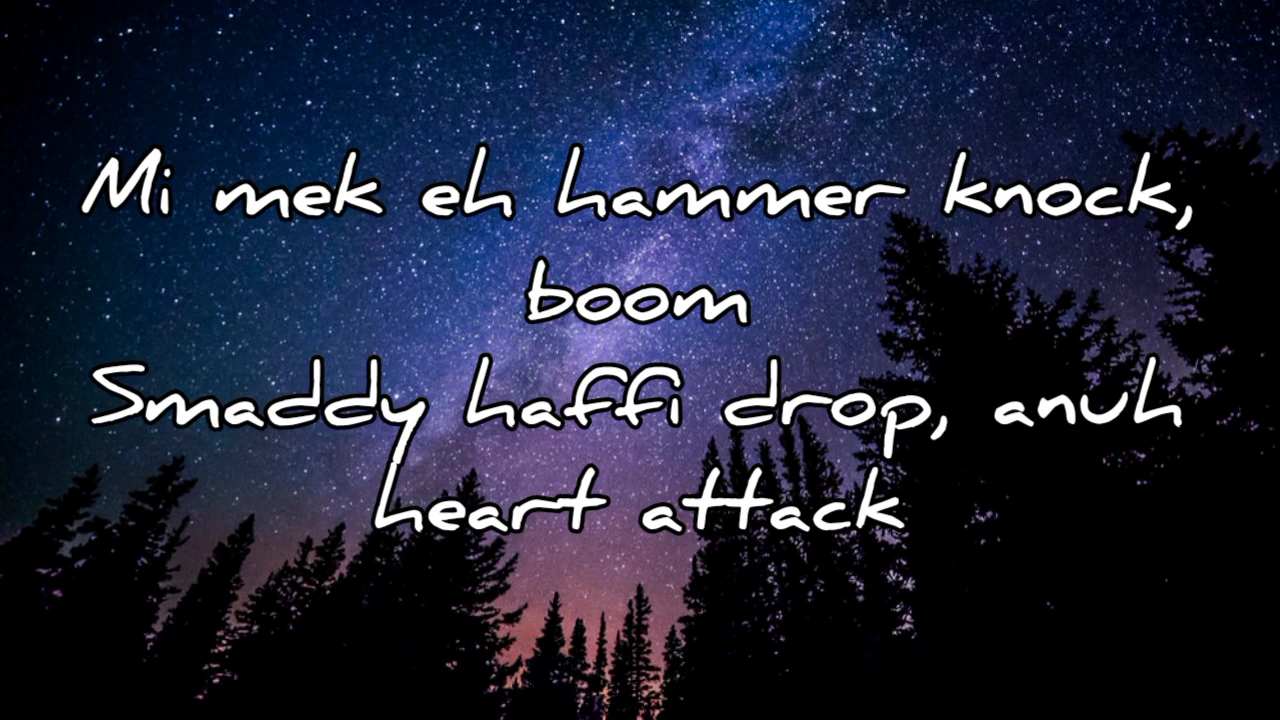 Mi mek eh hammer knock,
boom
Smaddy haffi drop, anuh
heart attack